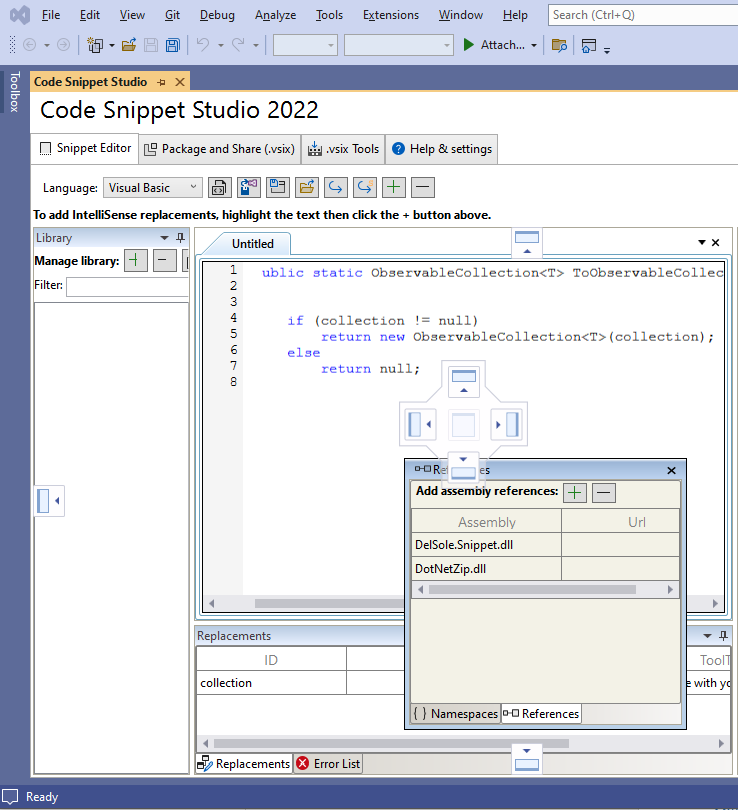 File Edit View Git Debug Analyze Tools Extensions Window Help Search (Ctrl+Q)
Attach...
Toolbox
Code Snippet Studio
Code Snippet Studio 2022
Snippet Editor Package and Share (.vsix) .vsix Tools Help & settings
Language: Visual Basic
To add IntelliSense replacements, highlight the text then click the + button above.
Library
Manage library:
Filter:
Untitled
1 ublic static ObservableCollection<T> ToObservableCollec
2
3
4 if (collection != null)
5 return new ObservableCollection<T>(collection);
6 else
7 return null;
8
Add assembly references:
Assembly Url
DelSole.Snippet.dll
DotNetZip.dll
{ } Namespaces References
Replacements
ID ToolT
collection e with yo
Replacements Error List
Ready